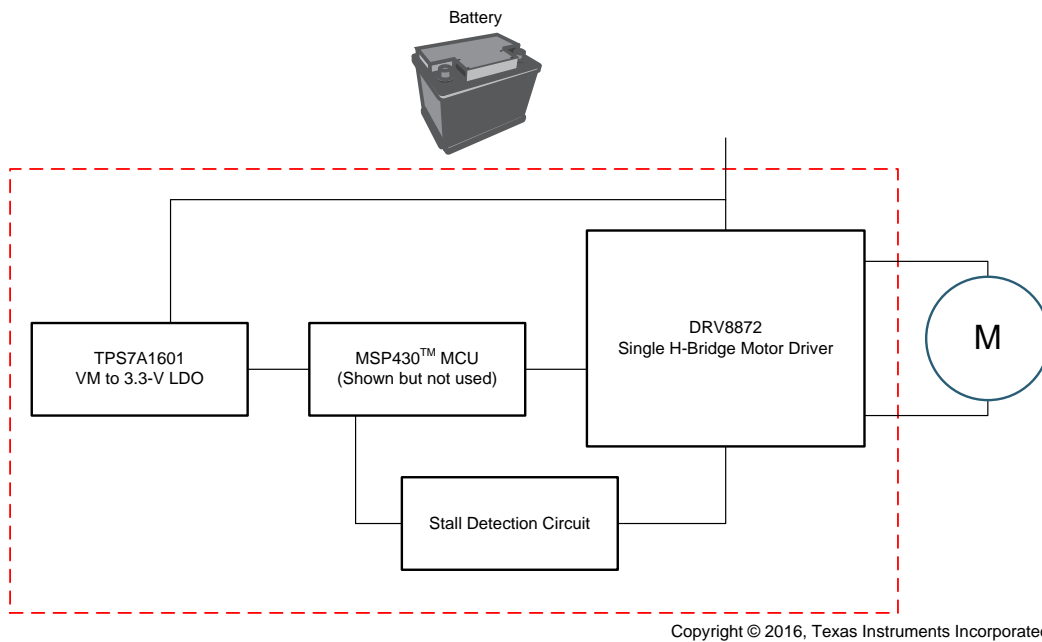 Battery
TPS7A1601
VM to 3.3-V LDO
MSP430™ MCU
(Shown but not used)
DRV8872
Single H-Bridge Motor Driver
M
Stall Detection Circuit
Copyright © 2016, Texas Instruments Incorporated